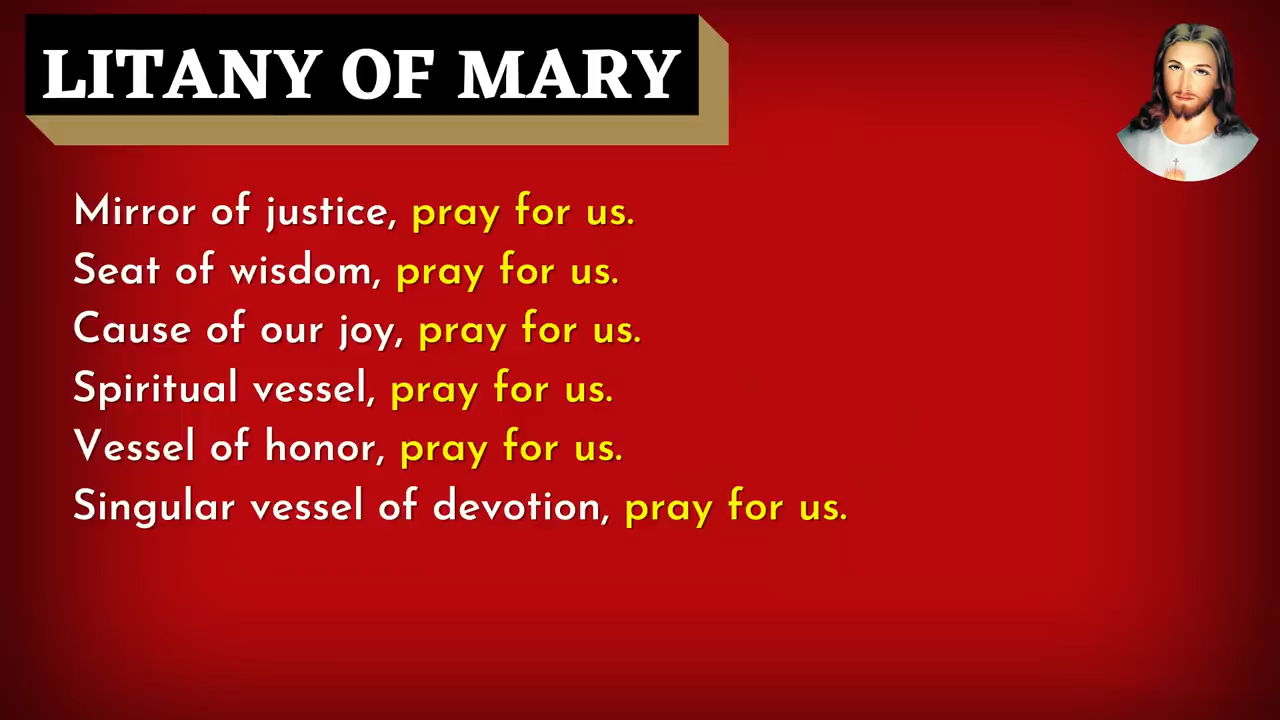 LITANY OF MARY
Mirror of justice, pray for us.
Seat of wisdom, pray for us.
Cause of our joy, pray for us.
Spiritual vessel, pray for us.
Vessel of honor, pray for us.
Singular vessel of devotion, pray for us.